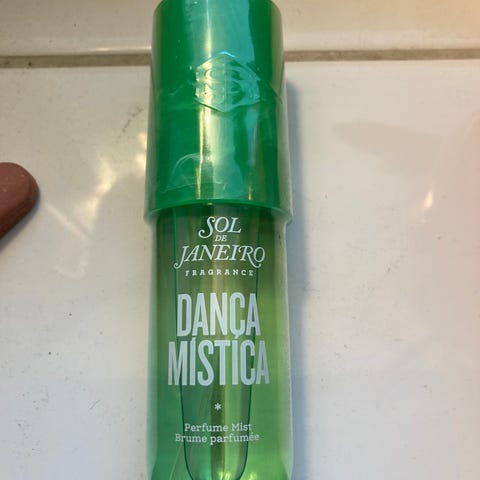 SOL
DE
JANEIRO
FRAGRANCE
DANÇA
MÍSTICA
*
Perfume Mist
Brume parfumée